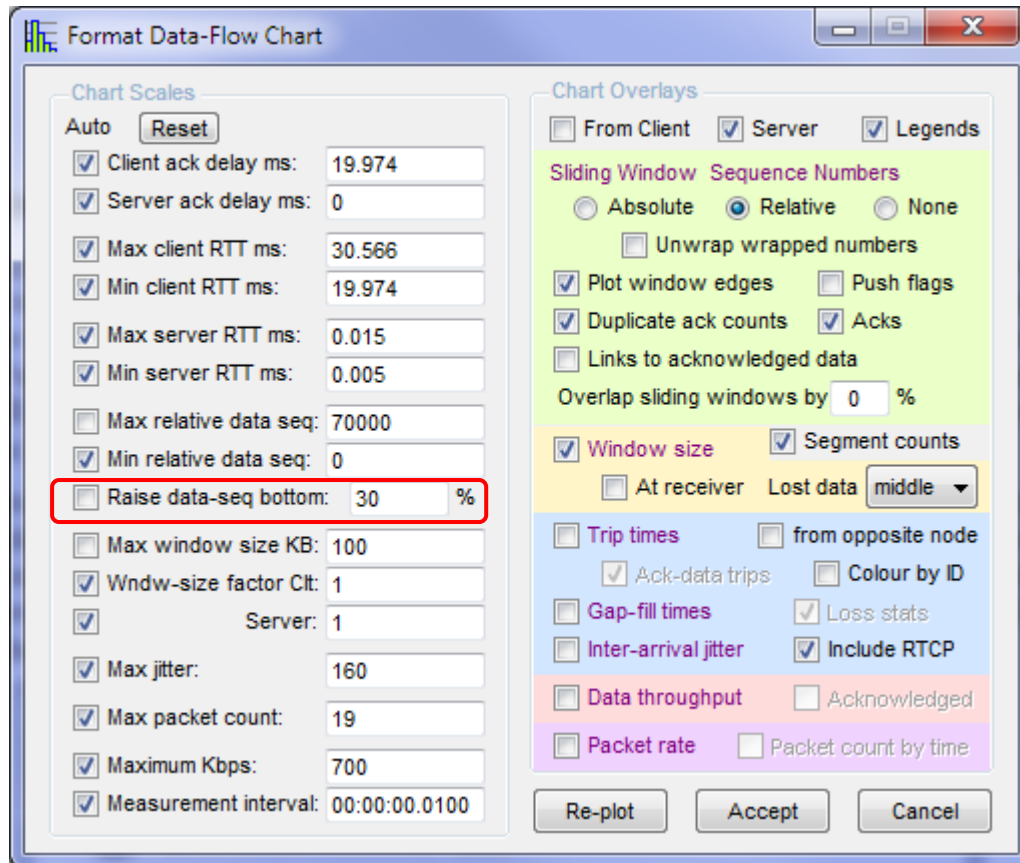 Format Data-Flow Chart
Chart Scales
Auto Reset
Client ack delay ms: 19.974
Server ack delay ms: 0
Max client RTT ms: 30.566
Min client RTT ms: 19.974
Max server RTT ms: 0.015
Min server RTT ms: 0.005
Max relative data seq: 70000
Min relative data seq: 0
Raise data-seq bottom: 30 %
Max window size KB: 100
Wndw-size factor Clt: 1
Server: 1
Max jitter: 160
Max packet count: 19
Maximum Kbps: 700
Measurement interval: 00:00:00.0100
Chart Overlays
From Client Server Legends
Sliding Window Sequence Numbers
Absolute Relative None
Unwrap wrapped numbers
Plot window edges Push flags
Duplicate ack counts Acks
Links to acknowledged data
Overlap sliding windows by 0 %
Window size Segment counts
At receiver Lost data middle
Trip times from opposite node
Ack-data trips Colour by ID
Gap-fill times Loss stats
Inter-arrival jitter Include RTCP
Data throughput Acknowledged
Packet rate Packet count by time
Re-plot Accept Cancel